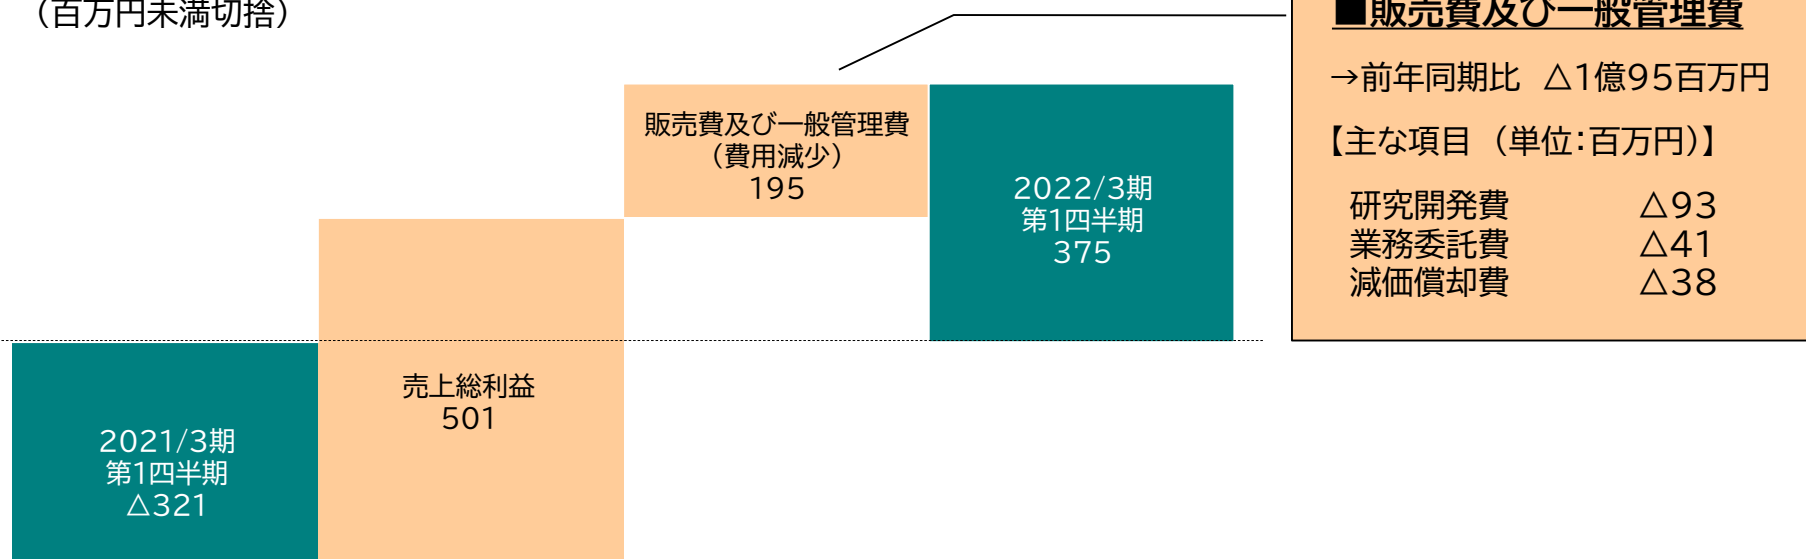 （百万円未満切捨）
■販売費及び一般管理費
→前年同期比　△1億95百万円
【主な項目（単位：百万円）】
研究開発費　△93
業務委託費　△41
減価償却費　△38
販売費及び一般管理費
（費用減少）
195
2022/3期
第1四半期
375
売上総利益
501
2021/3期
第1四半期
△321